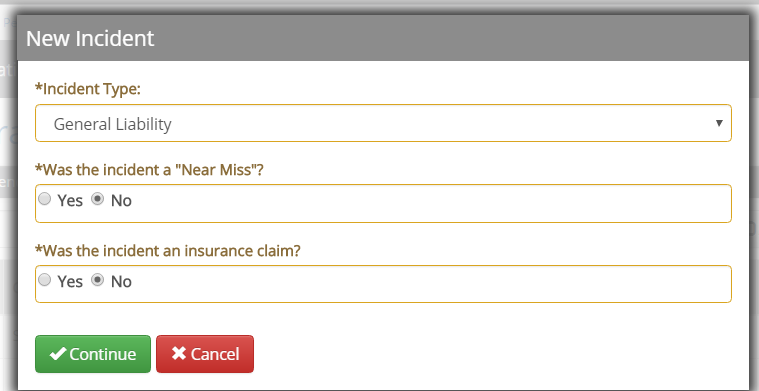 New Incident
*Incident Type:
General Liability
*Was the incident a "Near Miss"?
Yes No
*Was the incident an insurance claim?
Yes No
Continue Cancel